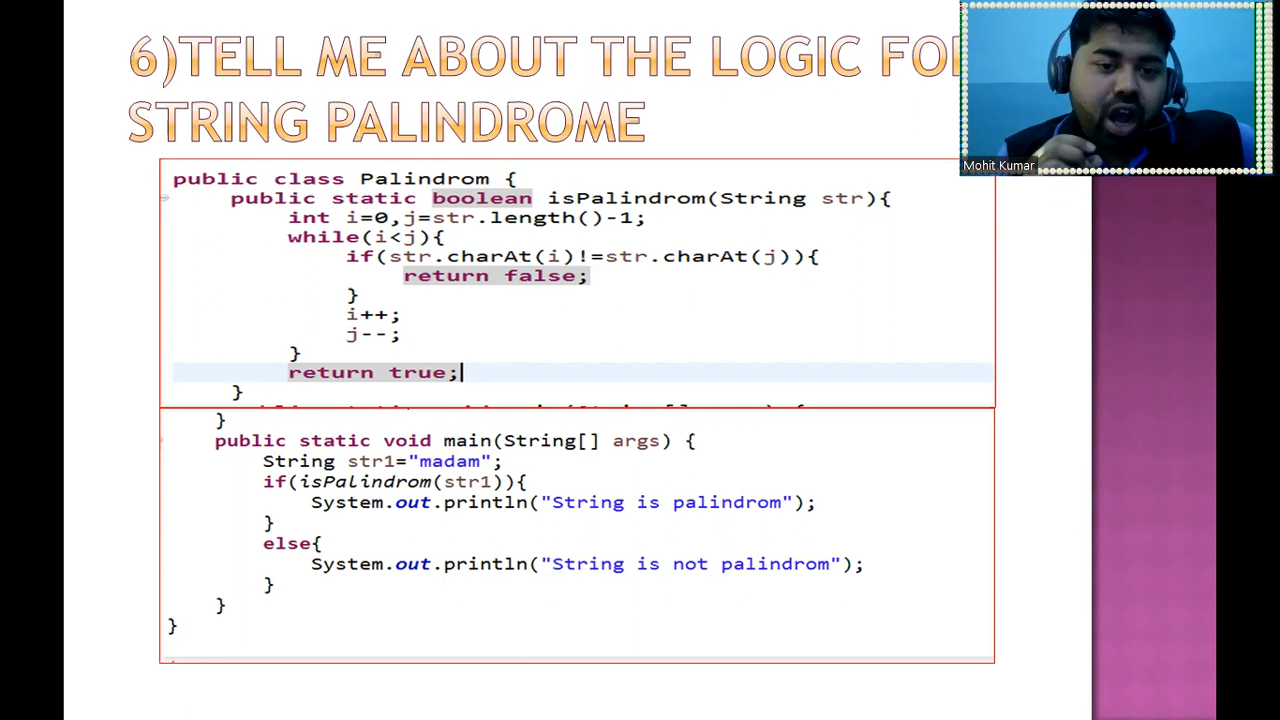 6)TELL ME ABOUT THE LOGIC FO
STRING PALINDROME
Mohit Kumar
public class Palindrom {
public static boolean isPalindrom(String str){
int i=0,j=str.length()-1;
while(i<j){
if(str.charAt(i)!=str.charAt(j)){
return false;
}
i++;
j--;
}
return true;
}
}
public static void main(String[] args) {
String str1="madam";
if(isPalindrom(str1)){
System.out.println("String is palindrom");
}
else{
System.out.println("String is not palindrom");
}
}
}